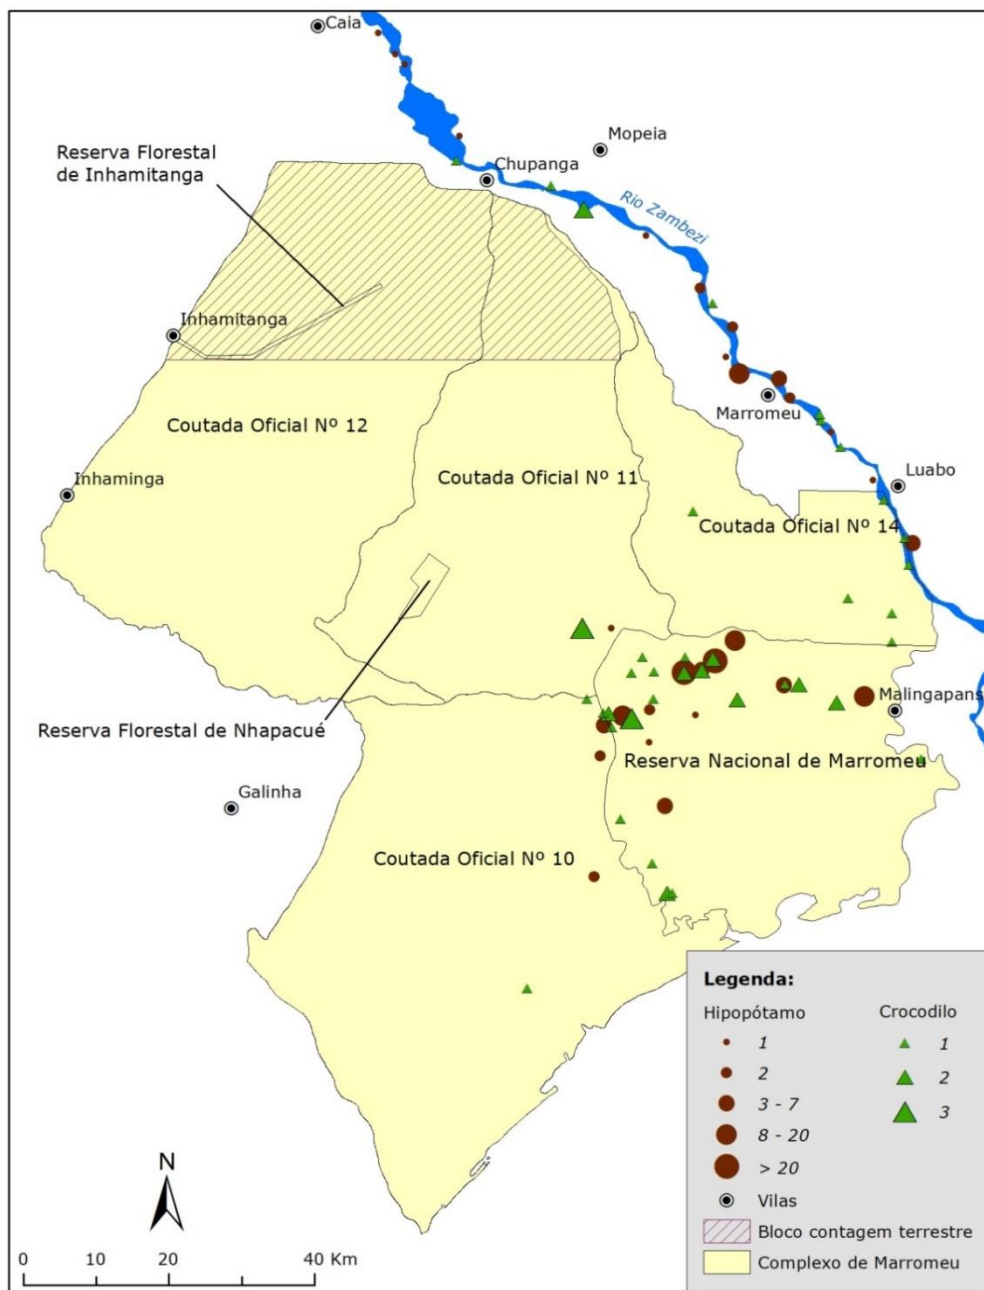 Caia
Mopeia
Reserva Florestal
de Inhamitanga
Chupanga
Rio Zambezi
Inhamitanga
Marromeu
Coutada Oficial Nº 12
Inhaminga
Coutada Oficial Nº 11
Luabo
Coutada Oficial Nº 14
Malingapans
Reserva Florestal de Nhapacué
Reserva Nacional de Marromeu
Galinha
Coutada Oficial Nº 10
Legenda:
Hipopótamo
1
2
3 - 7
8 - 20
> 20
Vilas
Bloco contagem terrestre
Complexo de Marromeu
Crocodilo
1
2
3
N
0 10 20 40 Km